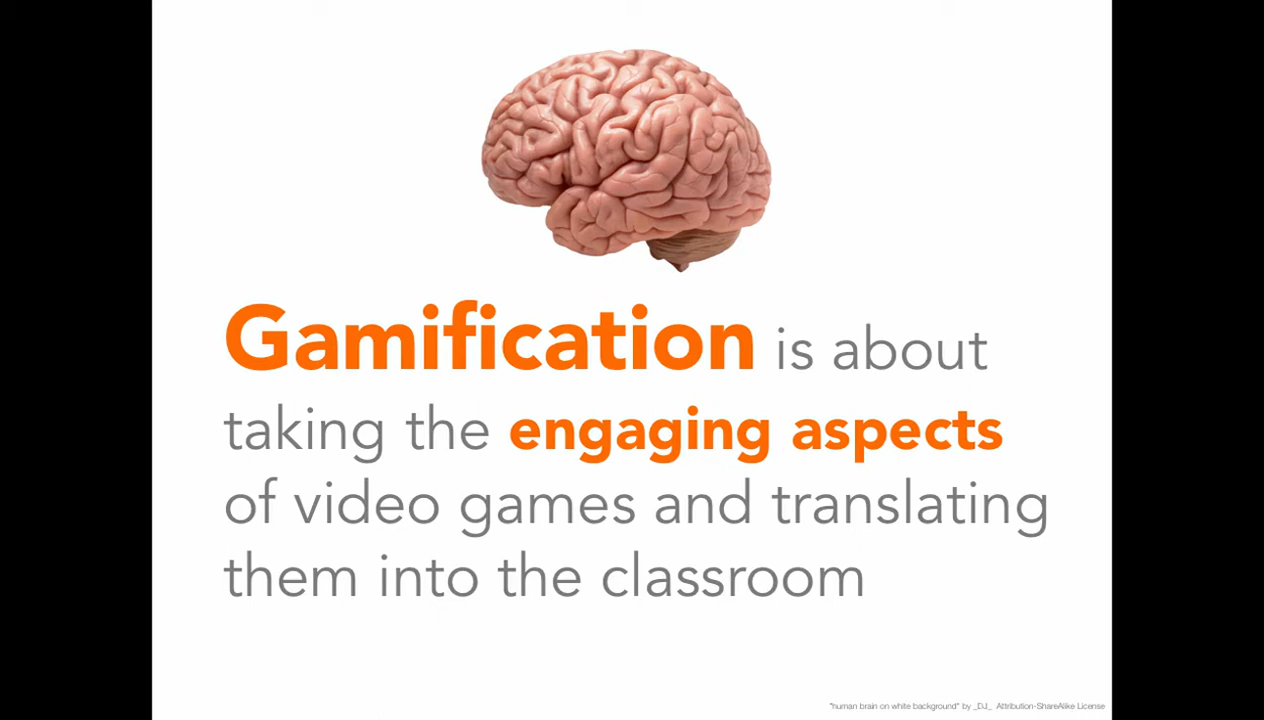 Gamification is about
taking the engaging aspects
of video games and translating
them into the classroom
"human brain on white background" by _DJ_ Attribution-ShareAlike License